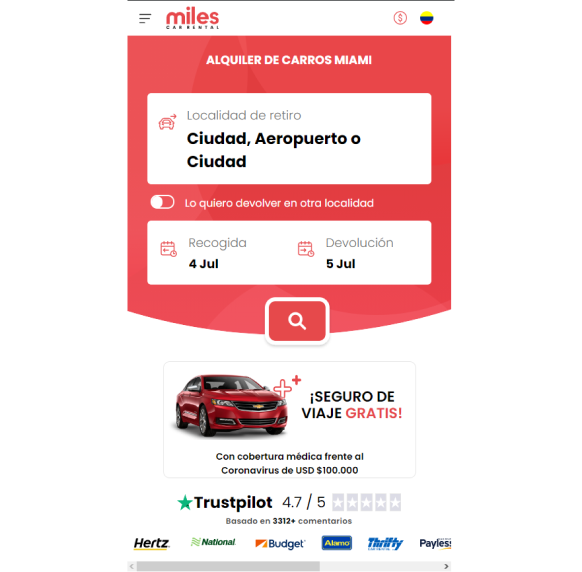 miles
CAR RENTAL
ALQUILER DE CARROS MIAMI
Localidad de retiro
Ciudad, Aeropuerto o
Ciudad
Lo quiero devolver en otra localidad
Recogida
Devolución
4 Jul
5 Jul
¡SEGURO DE
VIAJE GRATIS!
Con cobertura médica frente al
Coronavirus de USD $100.000
Trustpilot 4.7 / 5
Basado en 3312+ comentarios
Hertz. National. Budget Alamo Thrifty Payless
CAR RENTAL